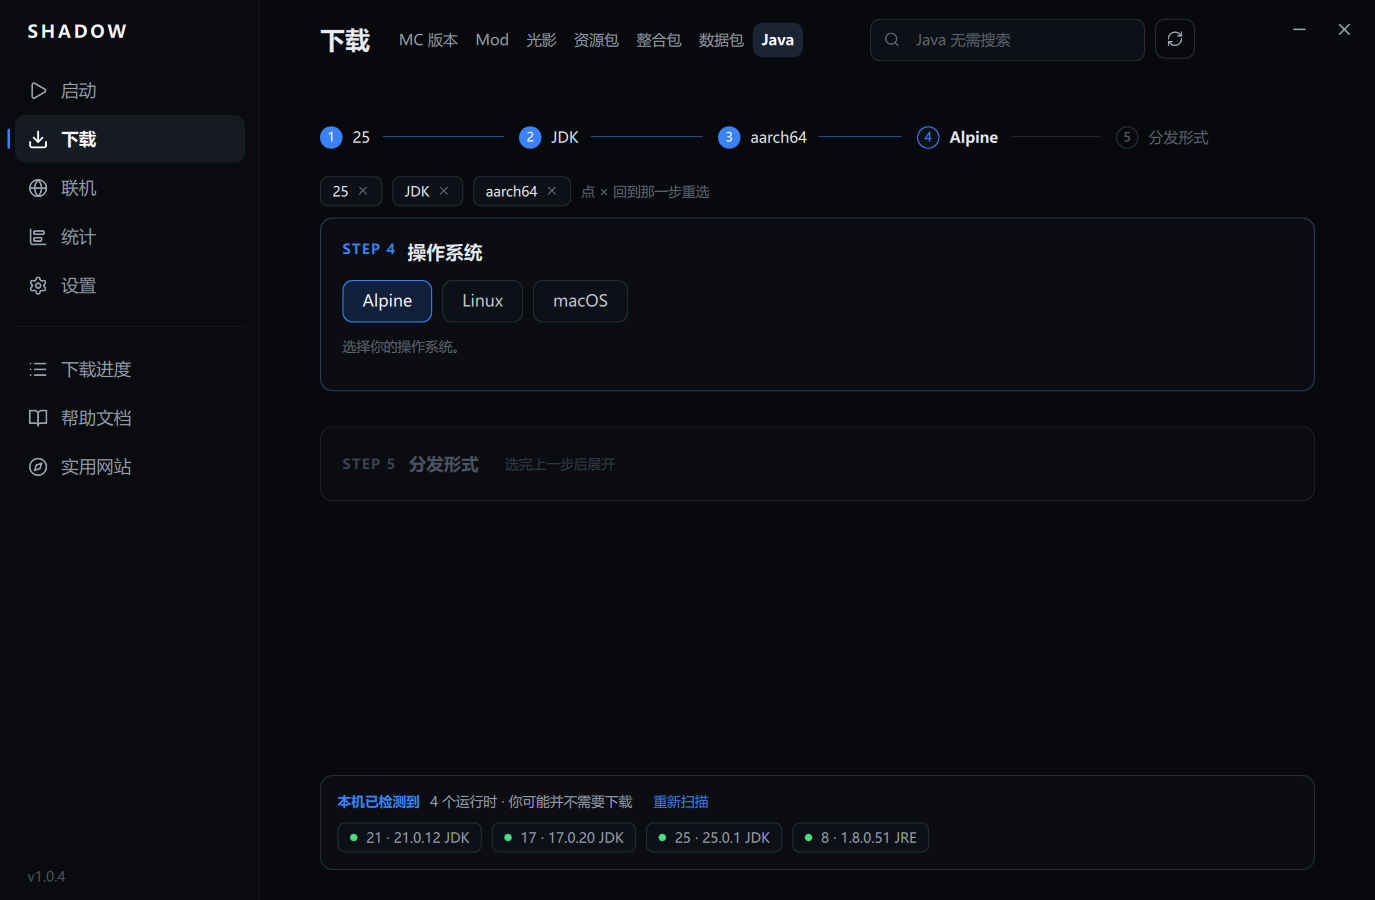 SHADOW
启动
下载
联机
统计
设置
下载进度
帮助文档
实用网站
v1.0.4
下载 MC 版本 Mod 光影 资源包 整合包 数据包 Java
Java 无需搜索
1 25 2 JDK 3 aarch64 4 Alpine 5 分发形式
25 × JDK × aarch64 × 点 × 回到那一步重选
STEP 4 操作系统
Alpine Linux macOS
选择你的操作系统。
STEP 5 分发形式 选完上一步后展开
本机已检测到 4 个运行时 · 你可能并不需要下载 重新扫描
21 · 21.0.12 JDK 17 · 17.0.20 JDK 25 · 25.0.1 JDK 8 · 1.8.0.51 JRE